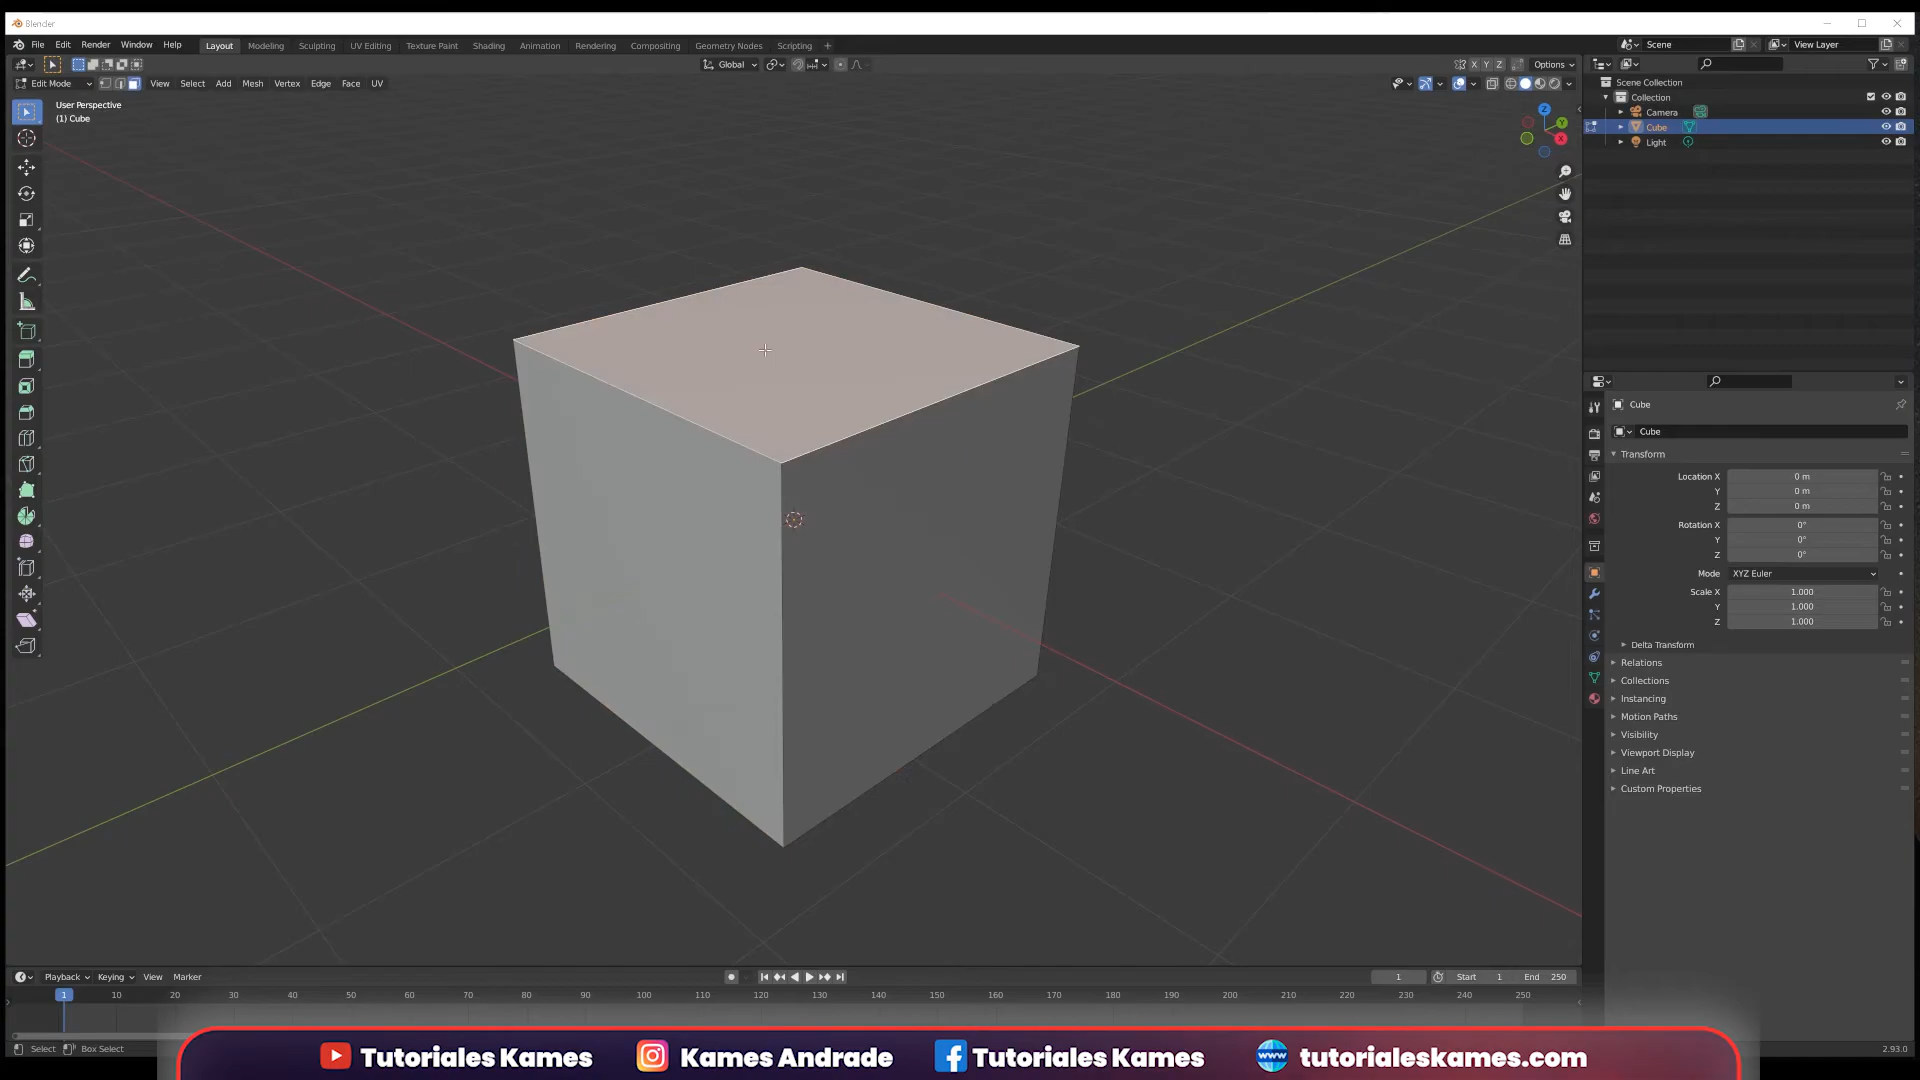 Blender
File Edit Render Window Help Layout Modeling Sculpting UV Editing Texture Paint Shading Animation Rendering Compositing Geometry Nodes Scripting + Scene View Layer
Global X Y Z Options
Edit Mode View Select Add Mesh Vertex Edge Face UV
User Perspective
(1) Cube
Z
Y
X
Scene Collection
Collection
Camera
Cube
Light
Cube
Cube
Transform
Location X 0 m
Y 0 m
Z 0 m
Rotation X 0°
Y 0°
Z 0°
Mode XYZ Euler
Scale X 1.000
Y 1.000
Z 1.000
Delta Transform
Relations
Collections
Instancing
Motion Paths
Visibility
Viewport Display
Line Art
Custom Properties
Playback Keying View Marker 1 Start 1 End 250
1 10 20 30 40 50 60 70 80 90 100 110 120 130 140 150 160 170 180 190 200 210 220 230 240 250
Select Box Select 2.93.0
Tutoriales Kames Kames Andrade Tutoriales Kames www tutorialeskames.com